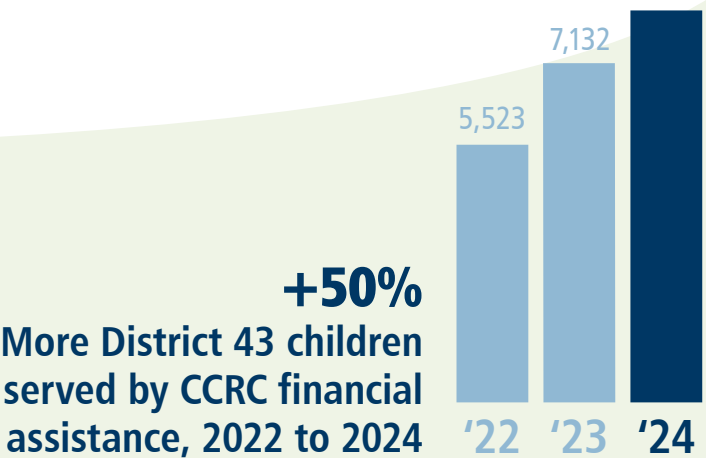 7,132
5,523
+50%
More District 43 children
served by CCRC financial
assistance, 2022 to 2024
‘22 ‘23 ‘24